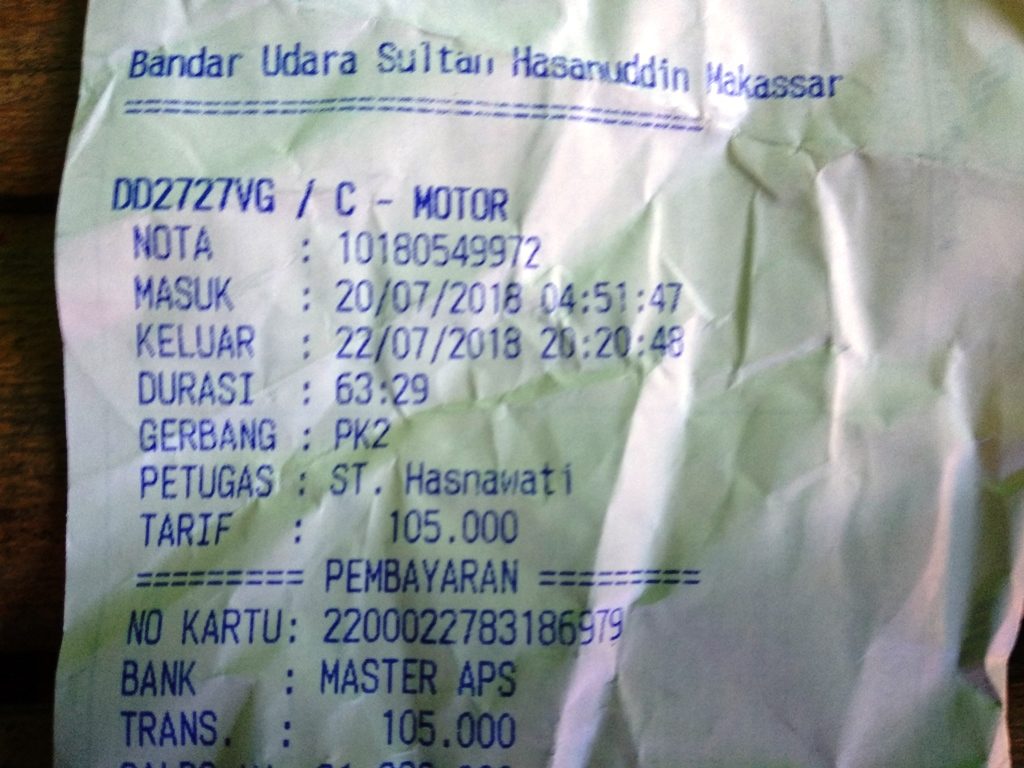 Bandar Udara Sultan Hasanuddin Makassar
==========================================
DD2727VG / C - MOTOR
NOTA : 10180549972
MASUK : 20/07/2018 04:51:47
KELUAR : 22/07/2018 20:20:48
DURASI : 63:29
GERBANG : PK2
PETUGAS : ST. Hasnawati
TARIF : 105.000
========= PEMBAYARAN =========
NO KARTU: 2200022783186979
BANK : MASTER APS
TRANS. : 105.000